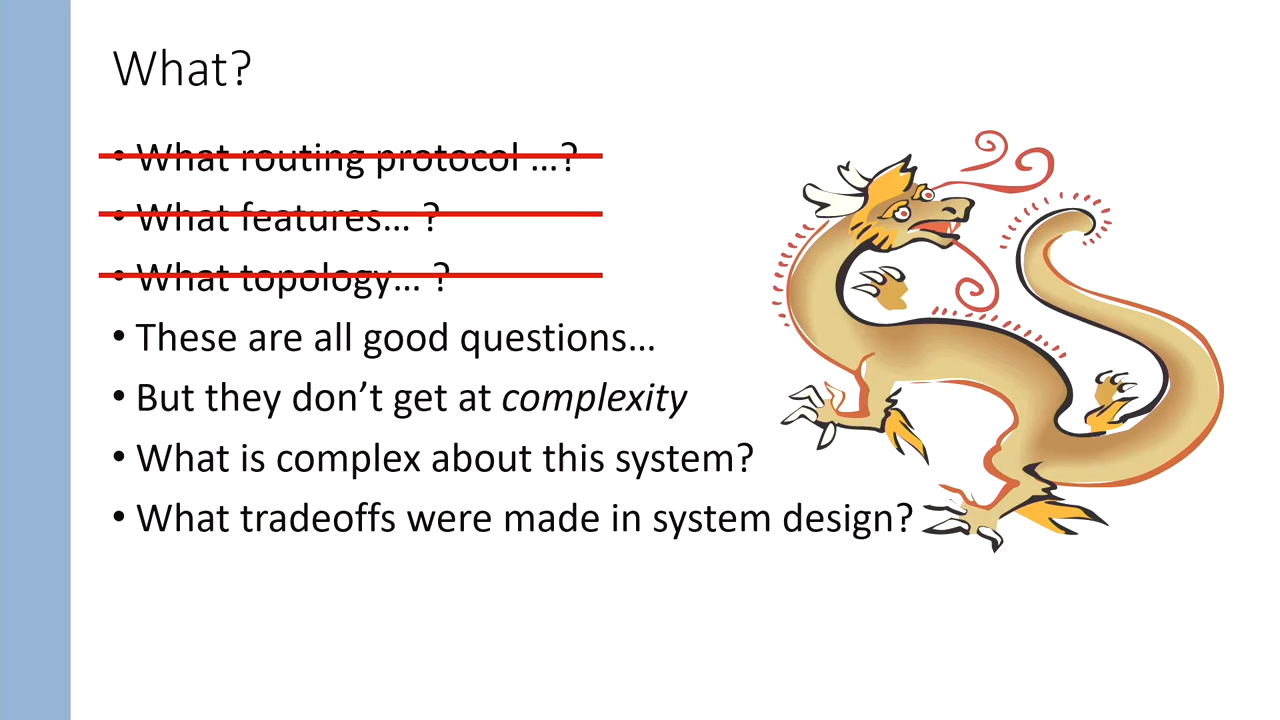 What?
• What routing protocol …?
• What features… ?
• What topology… ?
• These are all good questions…
• But they don’t get at complexity
• What is complex about this system?
• What tradeoffs were made in system design?